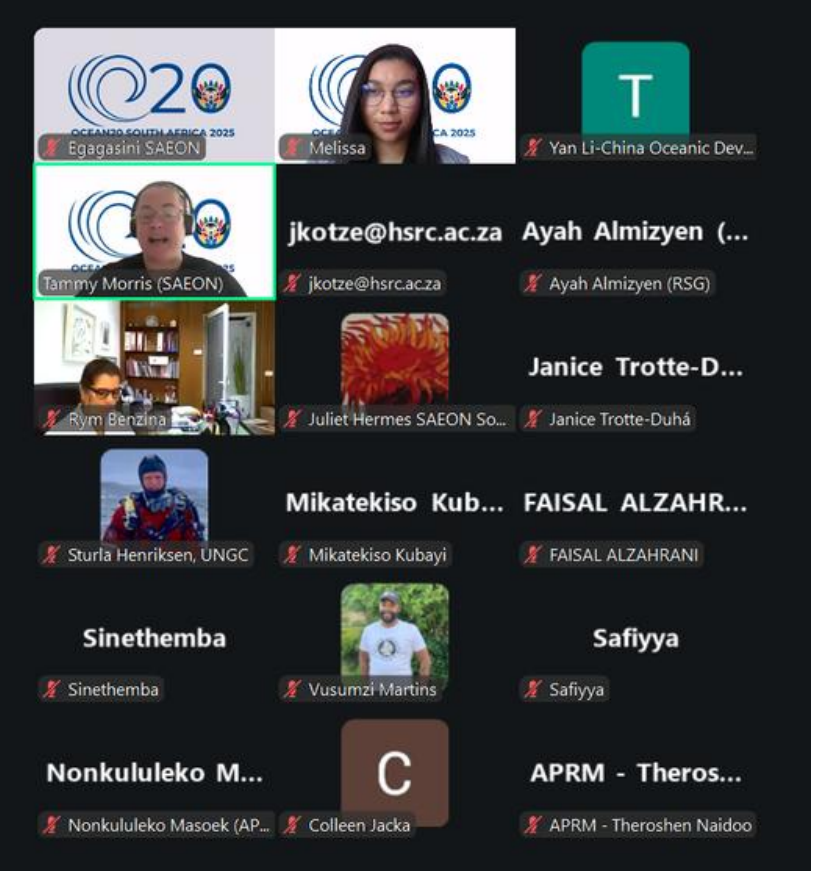 O20
OCEAN20 SOUTH AFRICA 2025
Egagasini SAEON
CA 2025
Melissa
T
Yan Li-China Oceanic Dev...
Tammy Morris (SAEON)
jkotze@hsrc.ac.za
jkotze@hsrc.ac.za
Ayah Almizyen (...
Ayah Almizyen (RSG)
Rym Benzina
Juliet Hermes SAEON So...
Janice Trotte-D...
Janice Trotte-Duhá
Sturla Henriksen, UNGC
Mikatekiso Kub...
Mikatekiso Kubayi
FAISAL ALZAHR...
FAISAL ALZAHRANI
Sinethemba
Sinethemba
Vusumzi Martins
Safiyya
Safiyya
Nonkululeko M...
Nonkululeko Masoek (AP...
C
Colleen Jacka
APRM - Theros...
APRM - Theroshen Naidoo